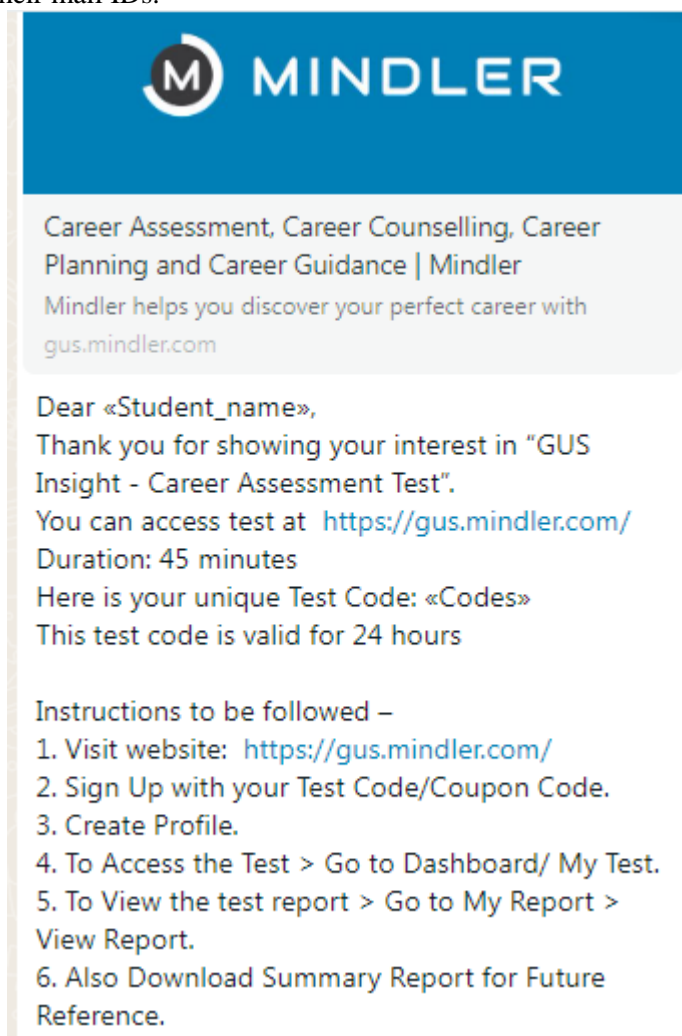 their mail IDs.
M MINDLER
Career Assessment, Career Counselling, Career
Planning and Career Guidance | Mindler
Mindler helps you discover your perfect career with
gus.mindler.com
Dear «Student_name»,
Thank you for showing your interest in “GUS
Insight - Career Assessment Test”.
You can access test at https://gus.mindler.com/
Duration: 45 minutes
Here is your unique Test Code: «Codes»
This test code is valid for 24 hours
Instructions to be followed –
1. Visit website: https://gus.mindler.com/
2. Sign Up with your Test Code/Coupon Code.
3. Create Profile.
4. To Access the Test > Go to Dashboard/ My Test.
5. To View the test report > Go to My Report >
View Report.
6. Also Download Summary Report for Future
Reference.